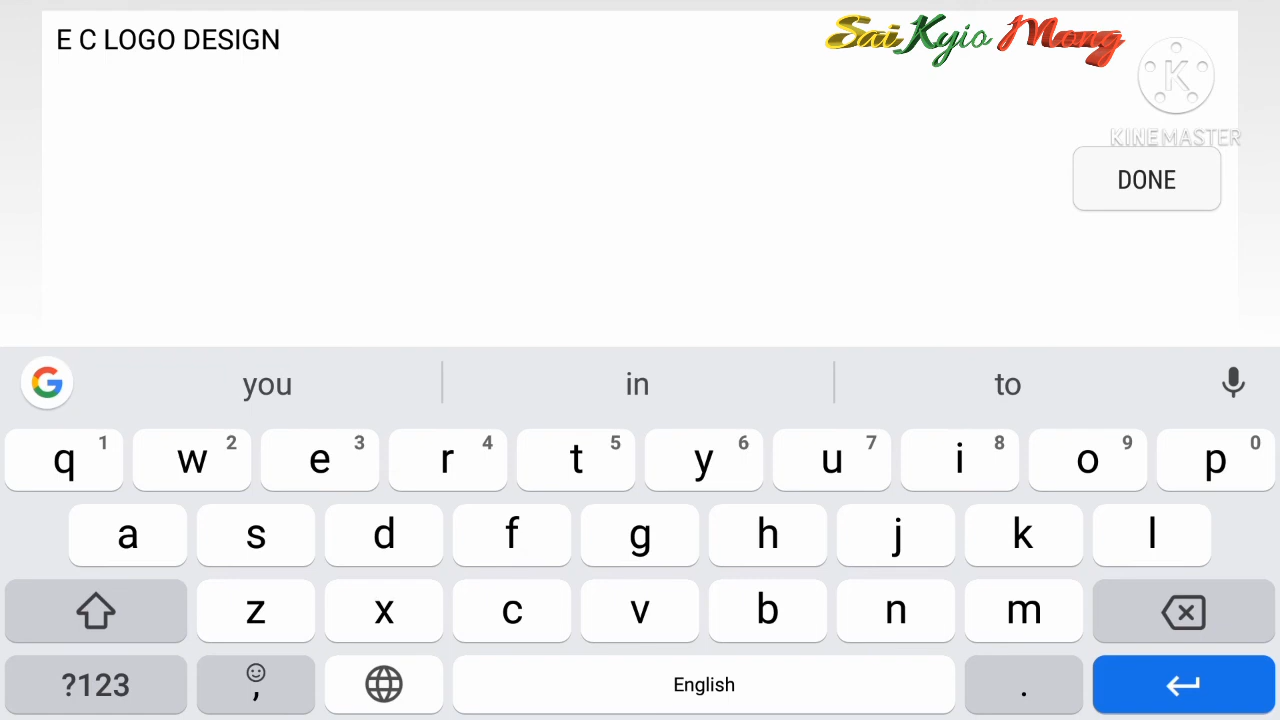 E C LOGO DESIGN
Sai Kyio Mong
K
KINEMASTER
DONE
G you in to
q 1 w 2 e 3 r 4 t 5 y 6 u 7 i 8 o 9 p 0
a s d f g h j k l
z x c v b n m
?123 , English .